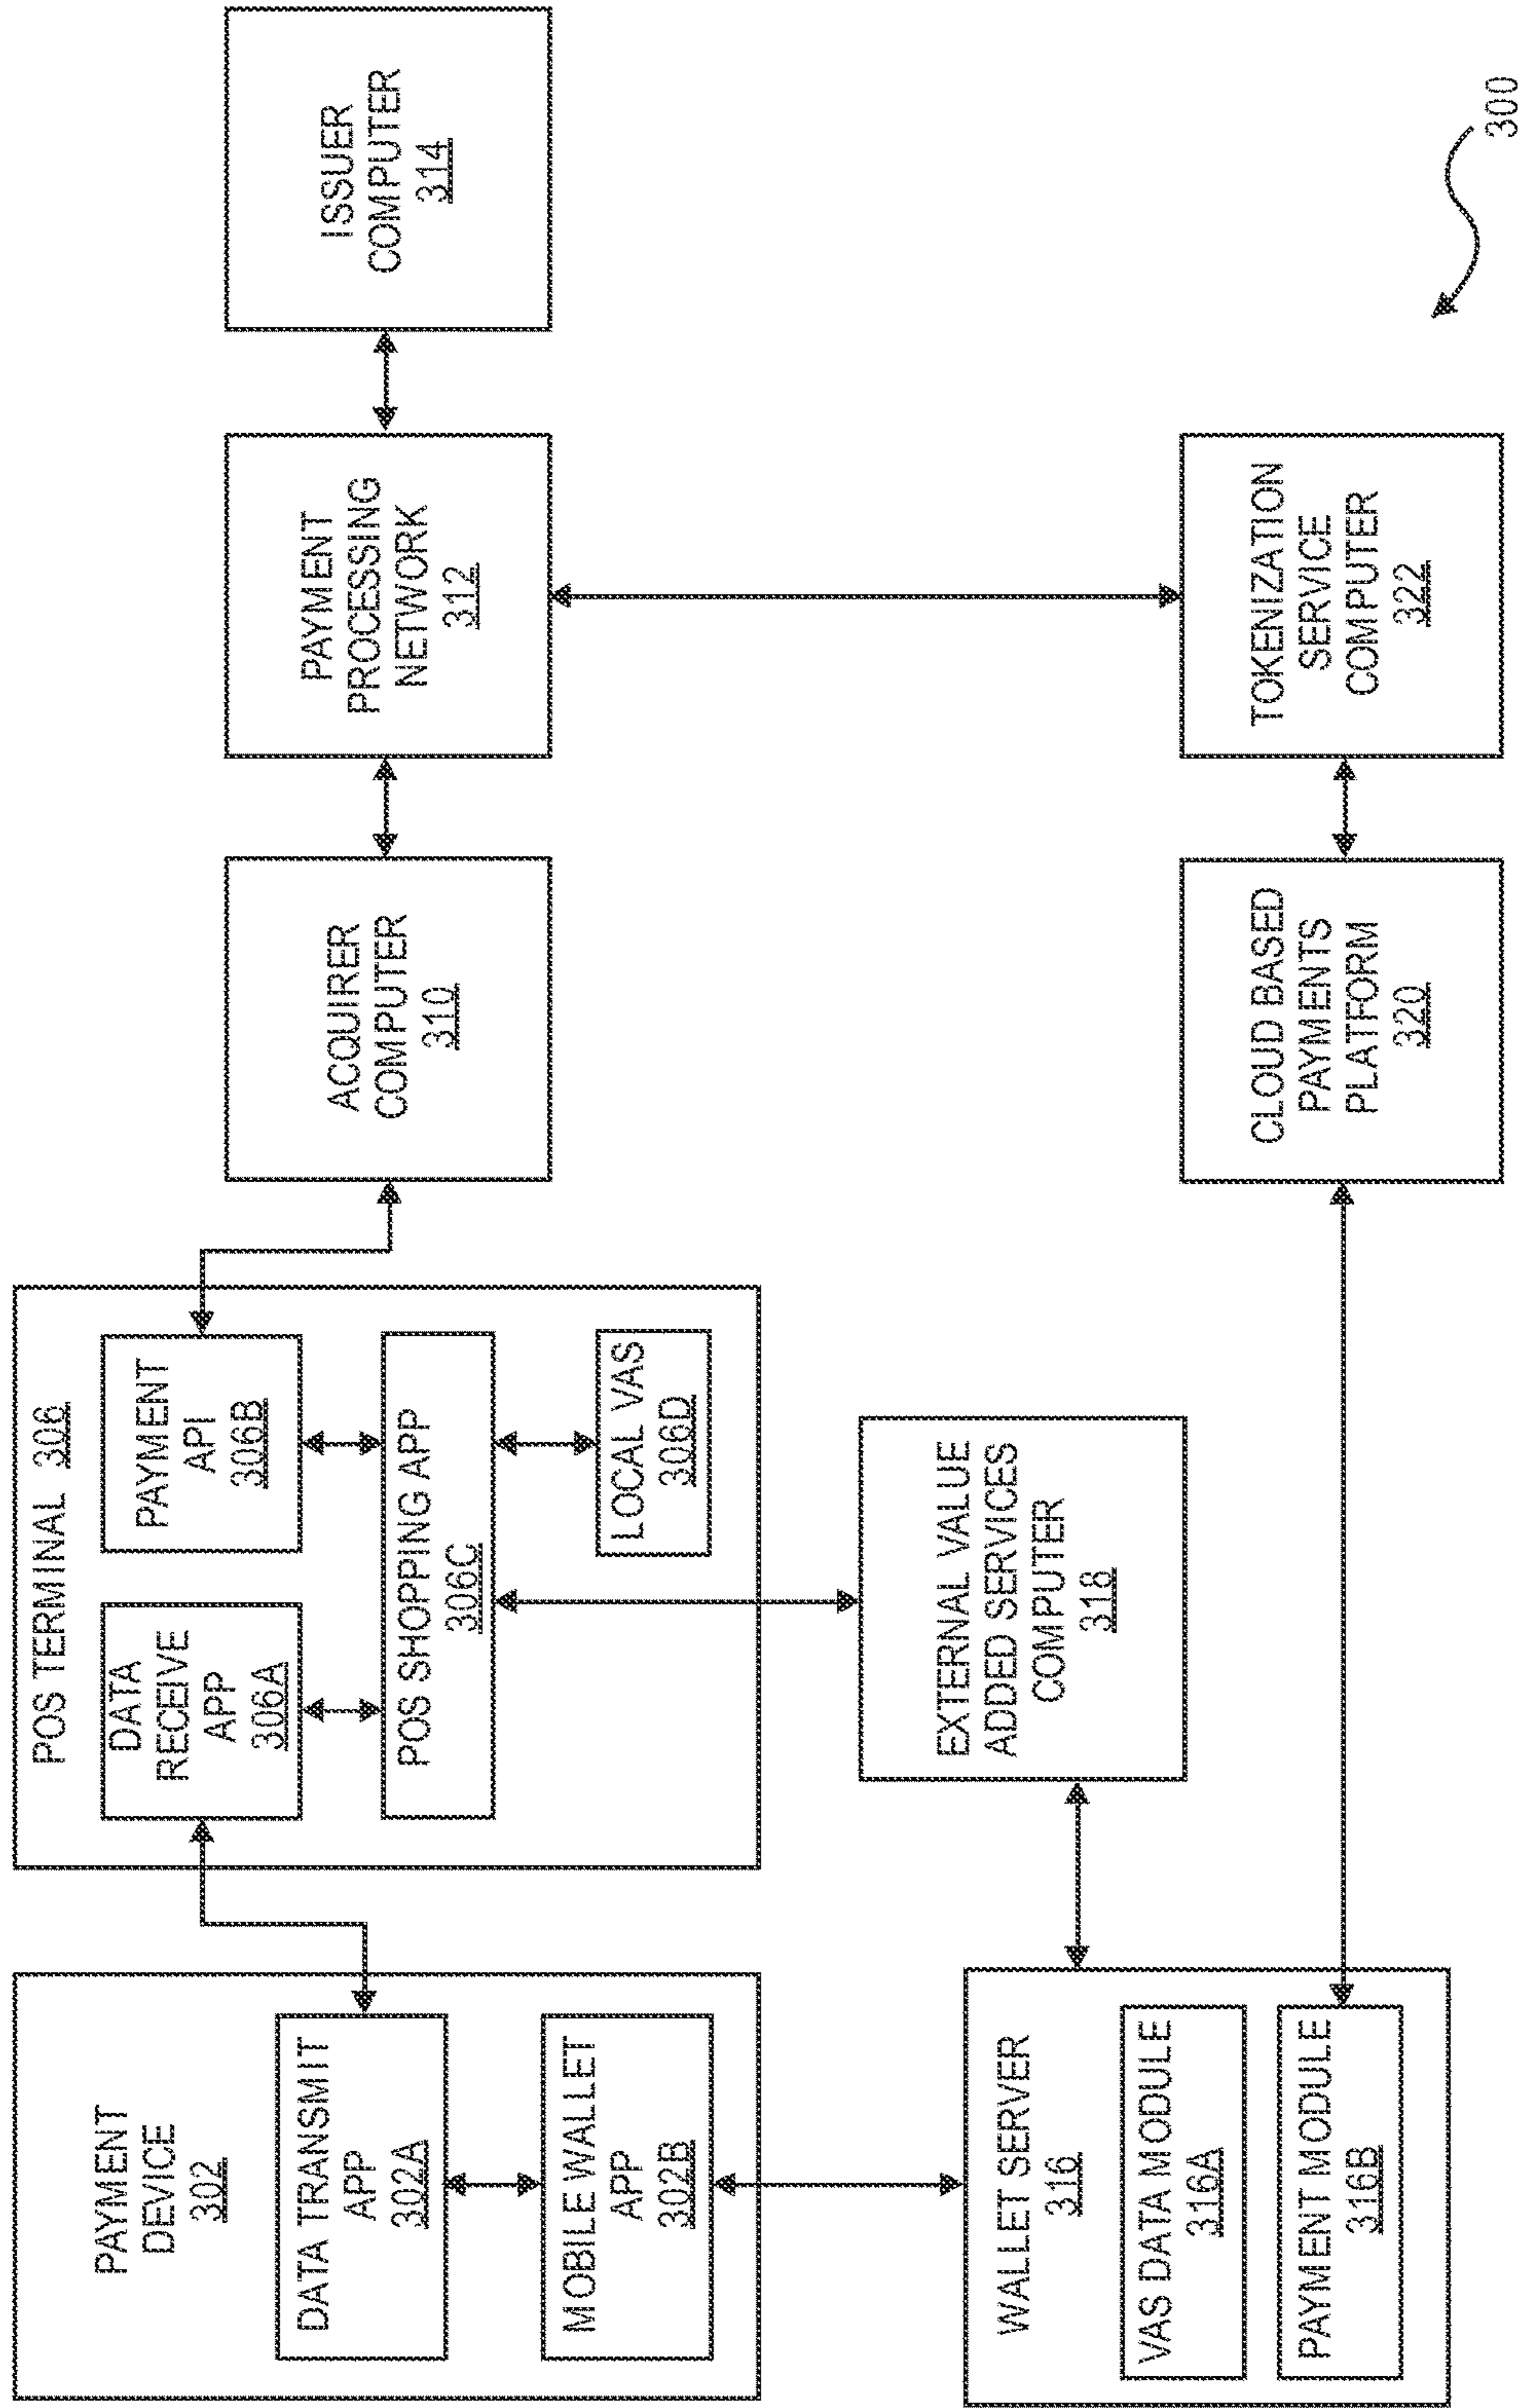 PAYMENT
DEVICE
302
DATA TRANSMIT
APP
302A
MOBILE WALLET
APP
302B
POS TERMINAL 306
DATA
RECEIVE
APP
306A
PAYMENT
API
306B
POS SHOPPING APP
306C
LOCAL VAS
306D
ACQUIRER
COMPUTER
310
PAYMENT
PROCESSING
NETWORK
312
ISSUER
COMPUTER
314
WALLET SERVER
316
VAS DATA MODULE
316A
PAYMENT MODULE
316B
EXTERNAL VALUE
ADDED SERVICES
COMPUTER
318
CLOUD BASED
PAYMENTS
PLATFORM
320
TOKENIZATION
SERVICE
COMPUTER
322
300